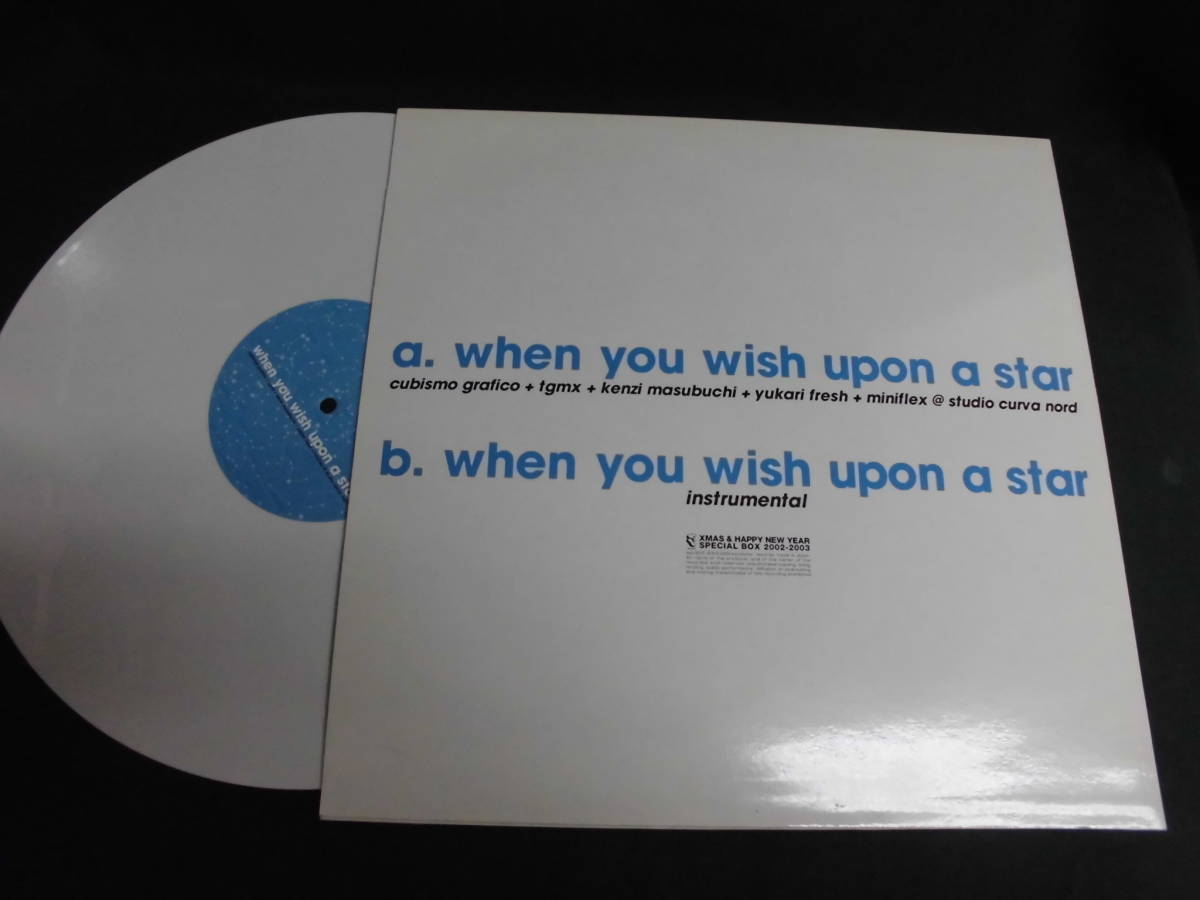 when you wish upon a
a. when you wish upon a star
cubismo grafico + tgmx + kenzi masubuchi + yukari fresh + miniflex @ studio curva nord
b. when you wish upon a star
instrumental
XMAS & HAPPY NEW YEAR
SPECIAL BOX 2002-2003